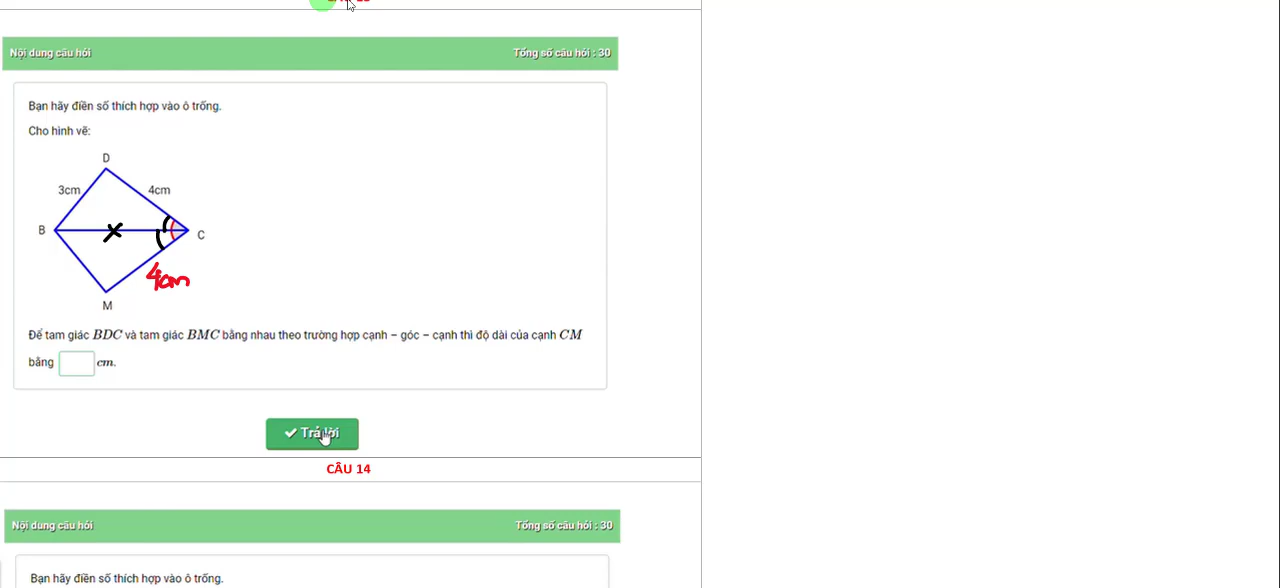 Nội dung câu hỏi
Tổng số câu hỏi : 30
Bạn hãy điền số thích hợp vào ô trống.
Cho hình vẽ:
D
3cm
4cm
B
C
4cm
M
Để tam giác BDC và tam giác BMC bằng nhau theo trường hợp cạnh – góc – cạnh thì độ dài của cạnh CM
bằng cm.
Trả lời
CÂU 14
Nội dung câu hỏi
Tổng số câu hỏi : 30
Bạn hãy điền số thích hợp vào ô trống.